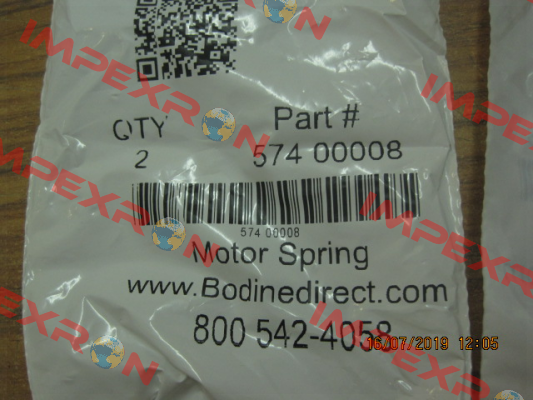 QTY Part #
2 574 00008
574 00008
Motor Spring
www.Bodinedirect.com
800 542-4058
16/07/2019 12:05
IMPEXRON
IMPEXRON
IMPEXRON
IMPEXRON